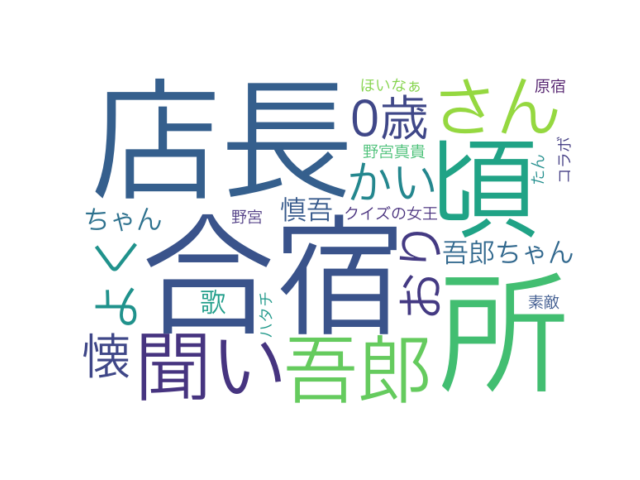 店長
ほいなぁ
0歳
さん
原宿
コラボ
野宮真貴
たん
かい
頃
ちゃん
野宮
慎吾
クイズの女王
合宿
おり
吾郎ちゃん
よく
歌
ハタチ
所
素敵
懐
聞い
吾郎